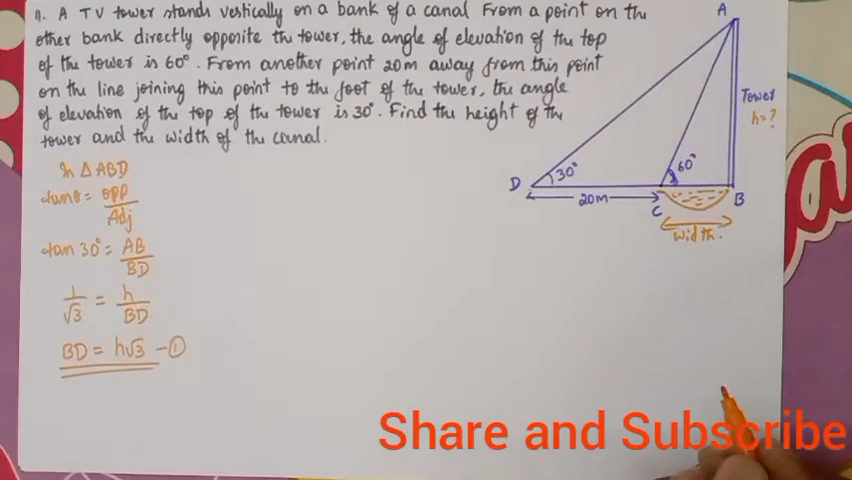 11. A TV tower stands vertically on a bank of a canal. From a point on the
other bank directly opposite the tower, the angle of elevation of the top
of the tower is 60°. From another point 20m away from this point
on the line joining this point to the foot of the tower, the angle
of elevation of the top of the tower is 30°. Find the height of the
tower and the width of the canal.
In Δ ABD
tanθ = opp
Adj
tan 30° = AB
BD
1/√3 = h/BD
BD = h√3 - ①
A
Tower
h = ?
60°
30°
D
20m
C
B
width.
Share and Subscribe